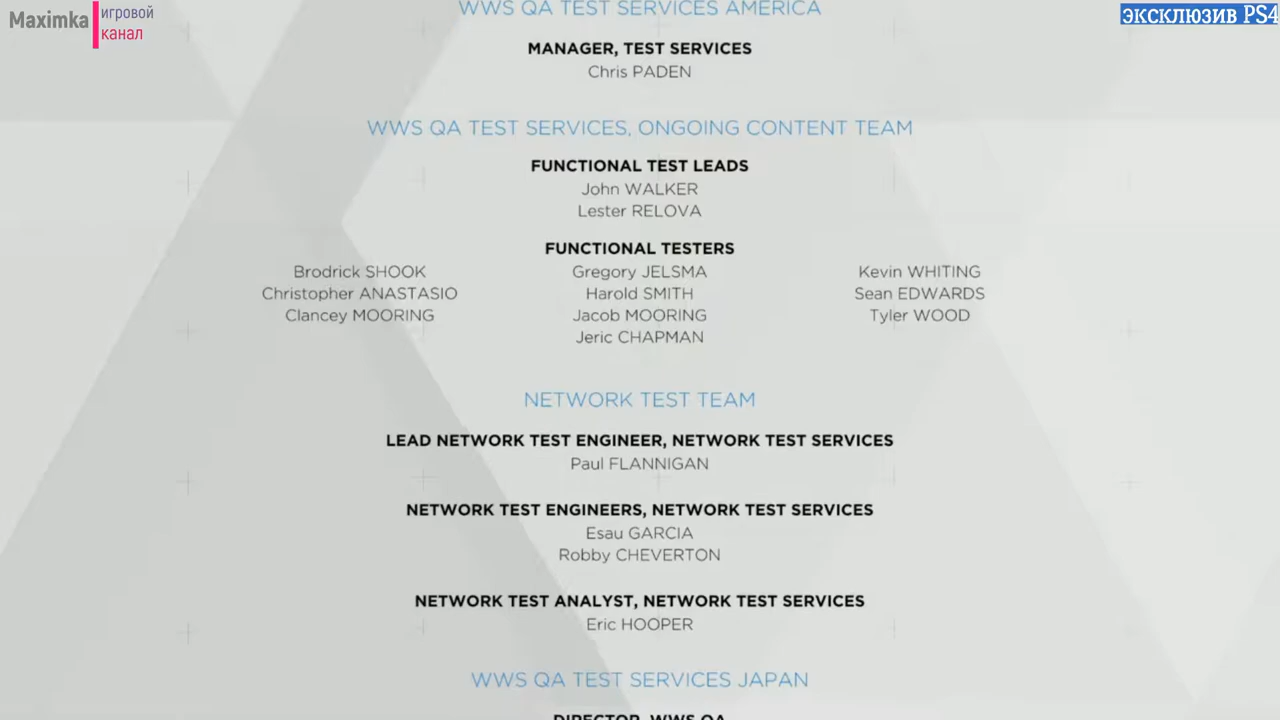 Maximka игровой канал
ЭКСКЛЮЗИВ PS4
WWS QA TEST SERVICES AMERICA
MANAGER, TEST SERVICES
Chris PADEN
WWS QA TEST SERVICES, ONGOING CONTENT TEAM
FUNCTIONAL TEST LEADS
John WALKER
Lester RELOVA
FUNCTIONAL TESTERS
Brodrick SHOOK Gregory JELSMA Kevin WHITING
Christopher ANASTASIO Harold SMITH Sean EDWARDS
Clancey MOORING Jacob MOORING Tyler WOOD
Jeric CHAPMAN
NETWORK TEST TEAM
LEAD NETWORK TEST ENGINEER, NETWORK TEST SERVICES
Paul FLANNIGAN
NETWORK TEST ENGINEERS, NETWORK TEST SERVICES
Esau GARCIA
Robby CHEVERTON
NETWORK TEST ANALYST, NETWORK TEST SERVICES
Eric HOOPER
WWS QA TEST SERVICES JAPAN
DIRECTOR, WWS QA